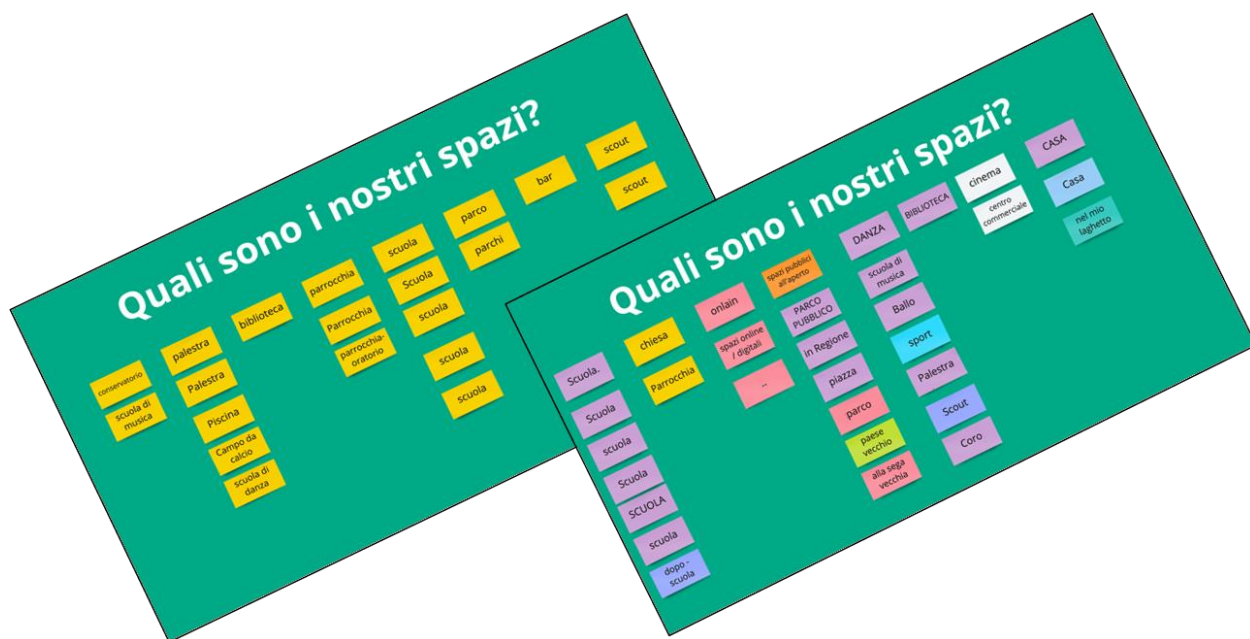 Quali sono i nostri spazi?
conservatorio
scuola di
musica
palestra
Palestra
Piscina
Campo da
calcio
scuola di
danza
biblioteca
parrocchia
Parrocchia
parrocchia-
oratorio
scuola
Scuola
scuola
scuola
scuola
parco
parchi
bar
scout
scout
Quali sono i nostri spazi?
Scuola.
Scuola
scuola
Scuola
SCUOLA
scuola
dopo -
scuola
chiesa
Parrocchia
onlain
spazi online
/ digitali
..
spazi pubblici
all'aperto
PARCO
PUBBLICO
in Regione
piazza
parco
paese
vecchio
alla sega
vecchia
DANZA
scuola di
musica
Ballo
sport
Palestra
Scout
Coro
BIBLIOTECA
cinema
centro
commerciale
CASA
Casa
nel mio
laghetto